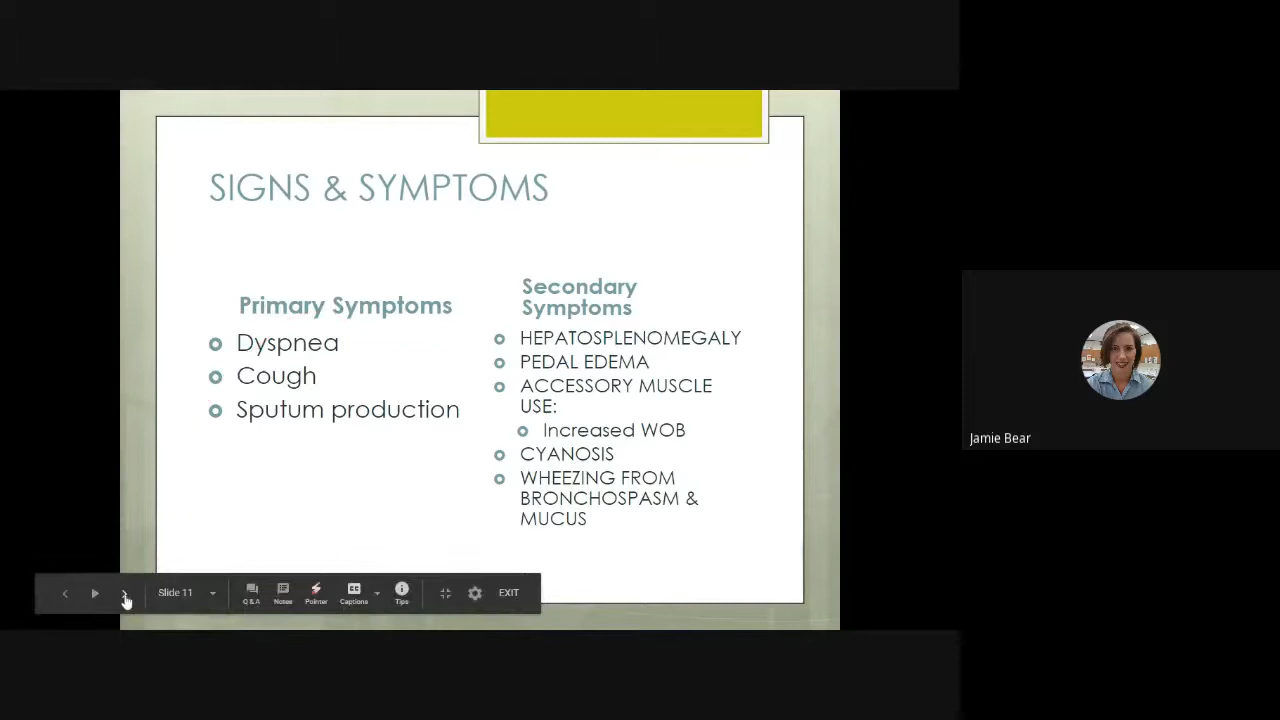 SIGNS & SYMPTOMS
Primary Symptoms
Dyspnea
Cough
Sputum production
Secondary
Symptoms
HEPATOSPLENOMEGALY
PEDAL EDEMA
ACCESSORY MUSCLE
USE:
Increased WOB
CYANOSIS
WHEEZING FROM
BRONCHOSPASM &
MUCUS
Jamie Bear
Slide 11
Q&A
Notes
Pointer
Captions
Tips
EXIT